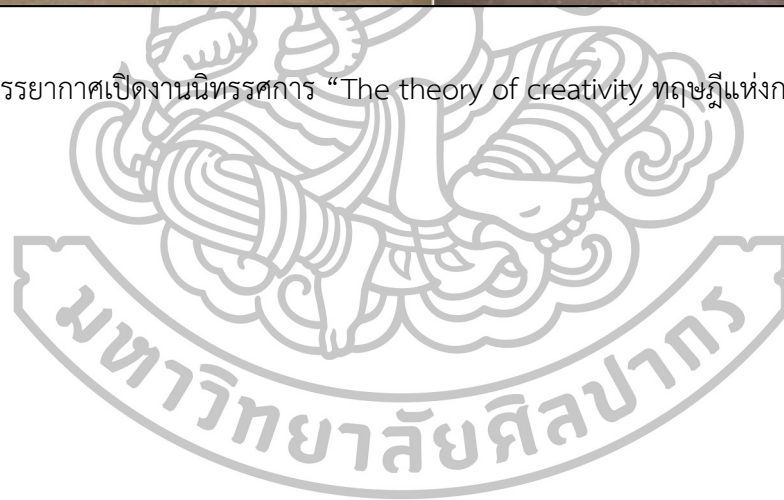 รรยากาศเปิดงานนิทรรศการ “The theory of creativity ทฤษฎีแห่งก
มหาวิทยาลัยศิลปากร